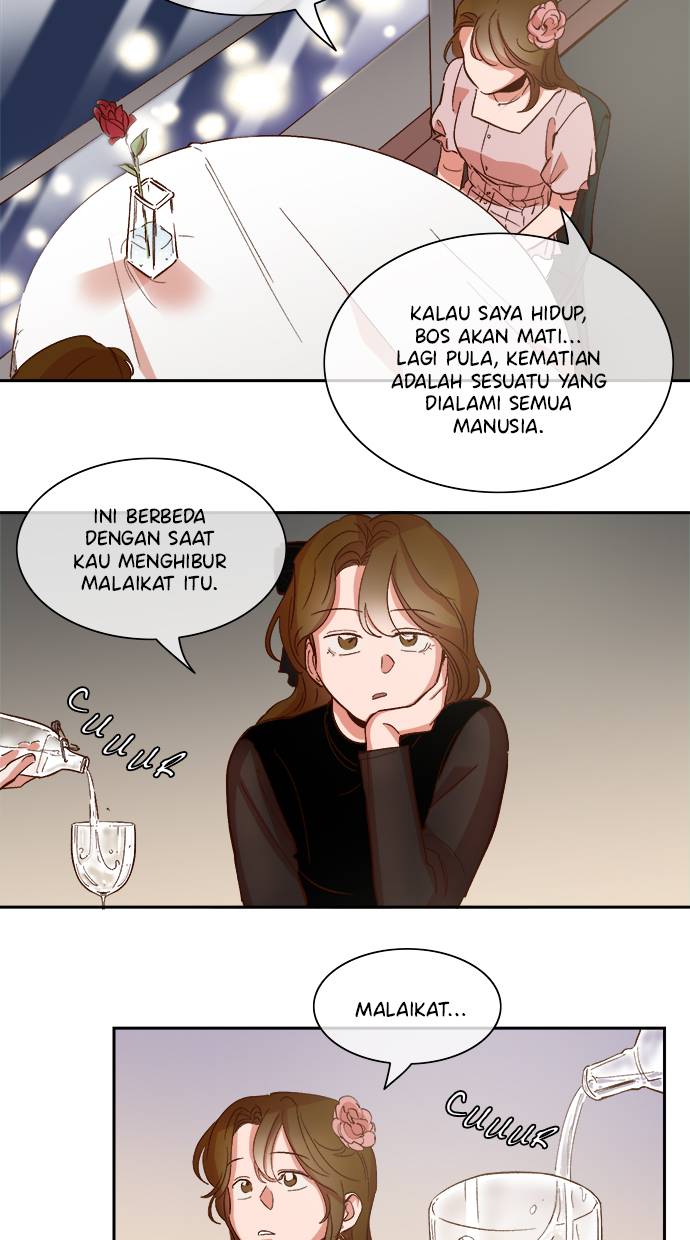 KALAU SAYA HIDUP,
BOS AKAN MATI...
LAGI PULA, KEMATIAN
ADALAH SESUATU YANG
DIALAMI SEMUA
MANUSIA.
INI BERBEDA
DENGAN SAAT
KAU MENGHIBUR
MALAIKAT ITU.
CUUUR
MALAIKAT...
CUUUR